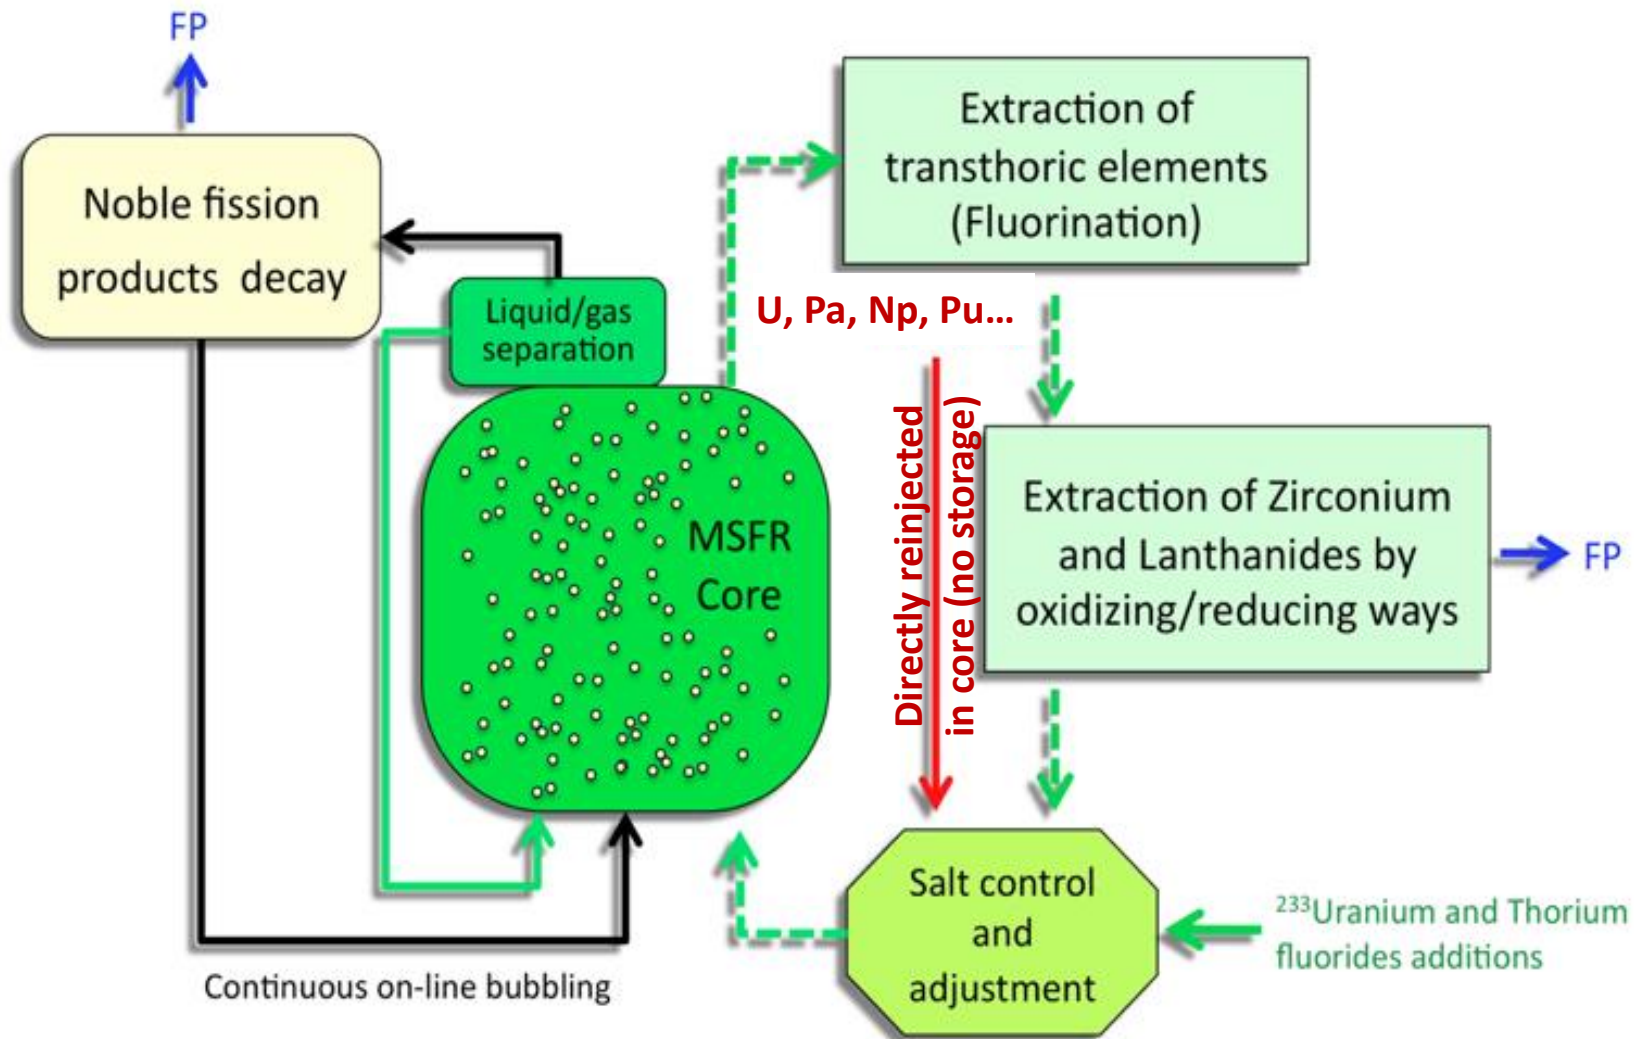 FP
Noble fission
products decay
Liquid/gas
separation
MSFR
Core
Continuous on-line bubbling
Extraction of
transthoric elements
(Fluorination)
U, Pa, Np, Pu...
Directly reinjected
in core (no storage)
Extraction of Zirconium
and Lanthanides by
oxidizing/reducing ways
FP
Salt control
and
adjustment
²³³Uranium and Thorium
fluorides additions